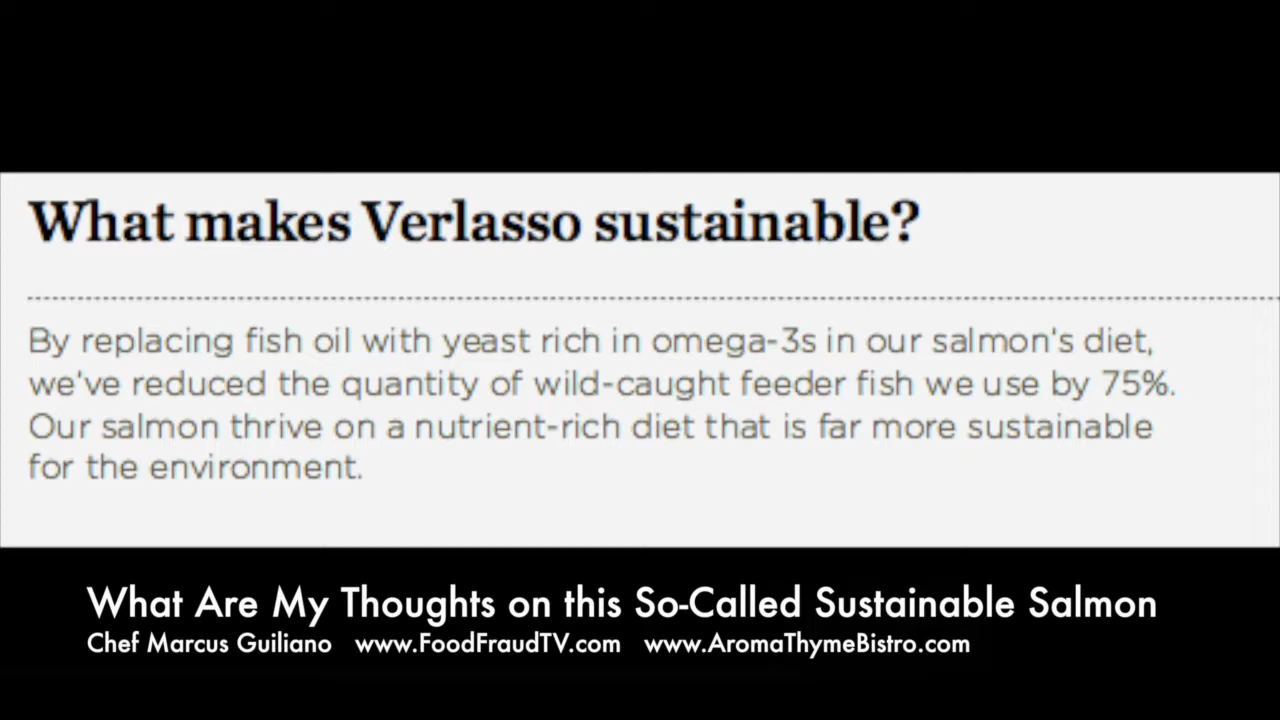 What makes Verlasso sustainable?
By replacing fish oil with yeast rich in omega-3s in our salmon's diet,
we've reduced the quantity of wild-caught feeder fish we use by 75%.
Our salmon thrive on a nutrient-rich diet that is far more sustainable
for the environment.
What Are My Thoughts on this So-Called Sustainable Salmon
Chef Marcus Guiliano www.FoodFraudTV.com www.AromaThymeBistro.com